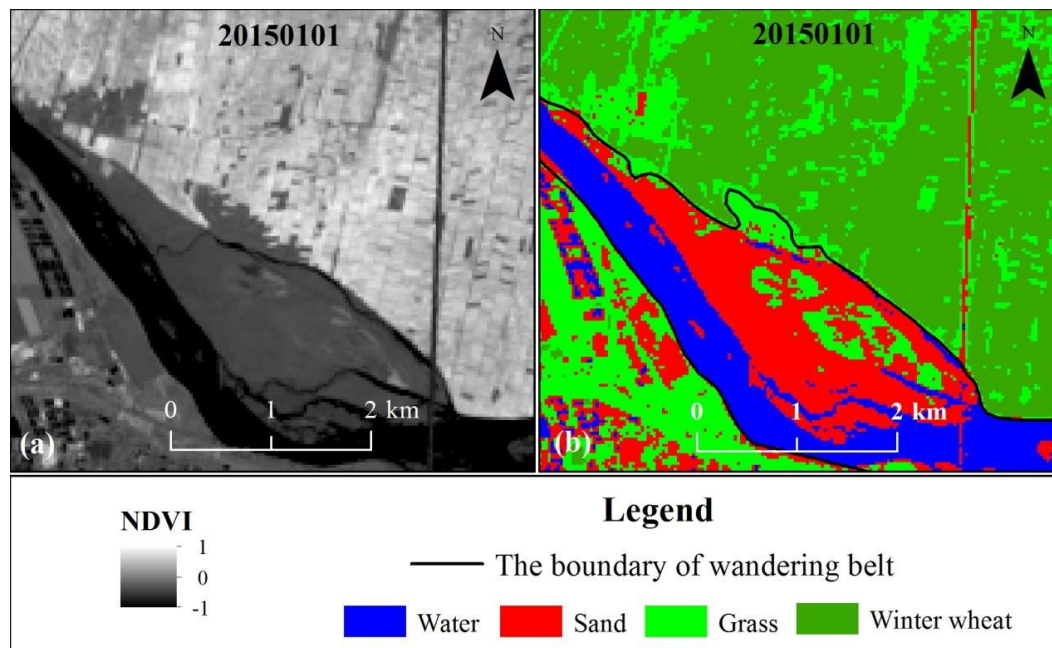 20150101
N
0 1 2 km
(a)
20150101
N
0 1 2 km
(b)
NDVI
1
0
-1
Legend
The boundary of wandering belt
Water Sand Grass Winter wheat